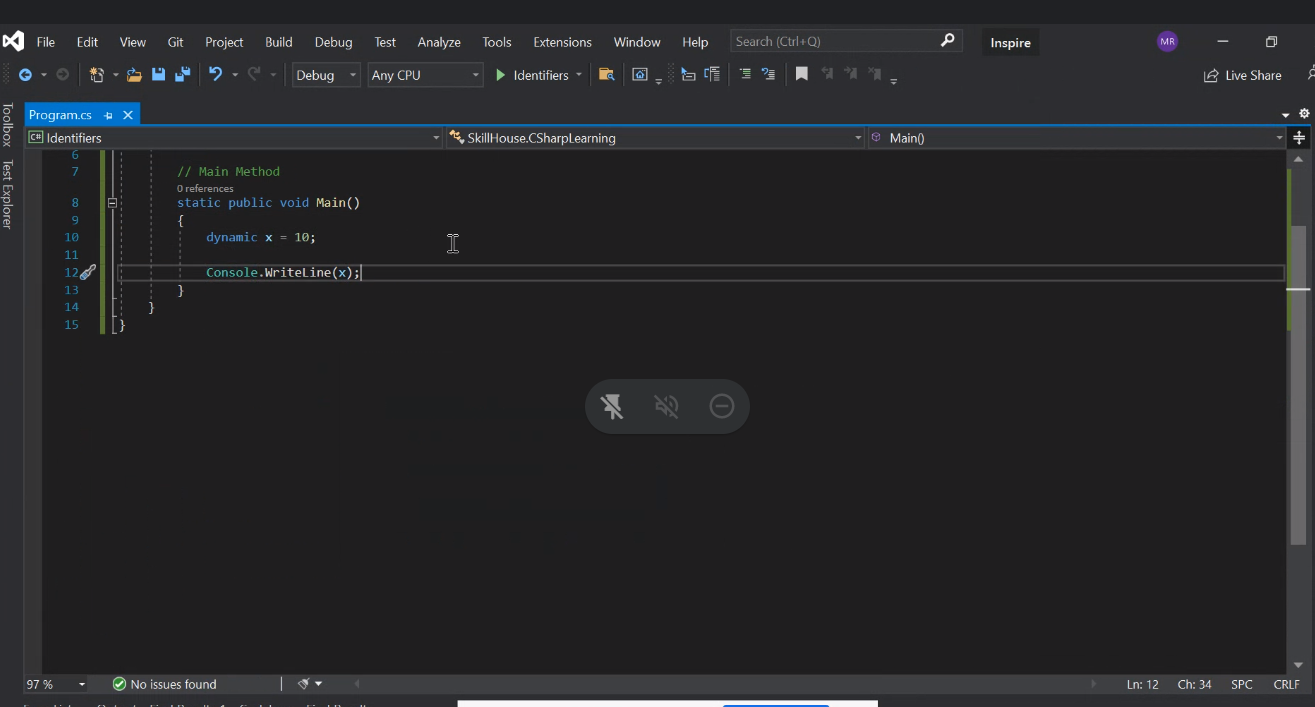 File Edit View Git Project Build Debug Test Analyze Tools Extensions Window Help Search (Ctrl+Q) Inspire MR
Debug Any CPU Identifiers Live Share
Toolbox
Test Explorer
Program.cs
C# Identifiers SkillHouse.CSharpLearning Main()
6
7 // Main Method
0 references
8 static public void Main()
9 {
10 dynamic x = 10;
11
12 Console.WriteLine(x);
13 }
14 }
15 }
97 % No issues found Ln: 12 Ch: 34 SPC CRLF